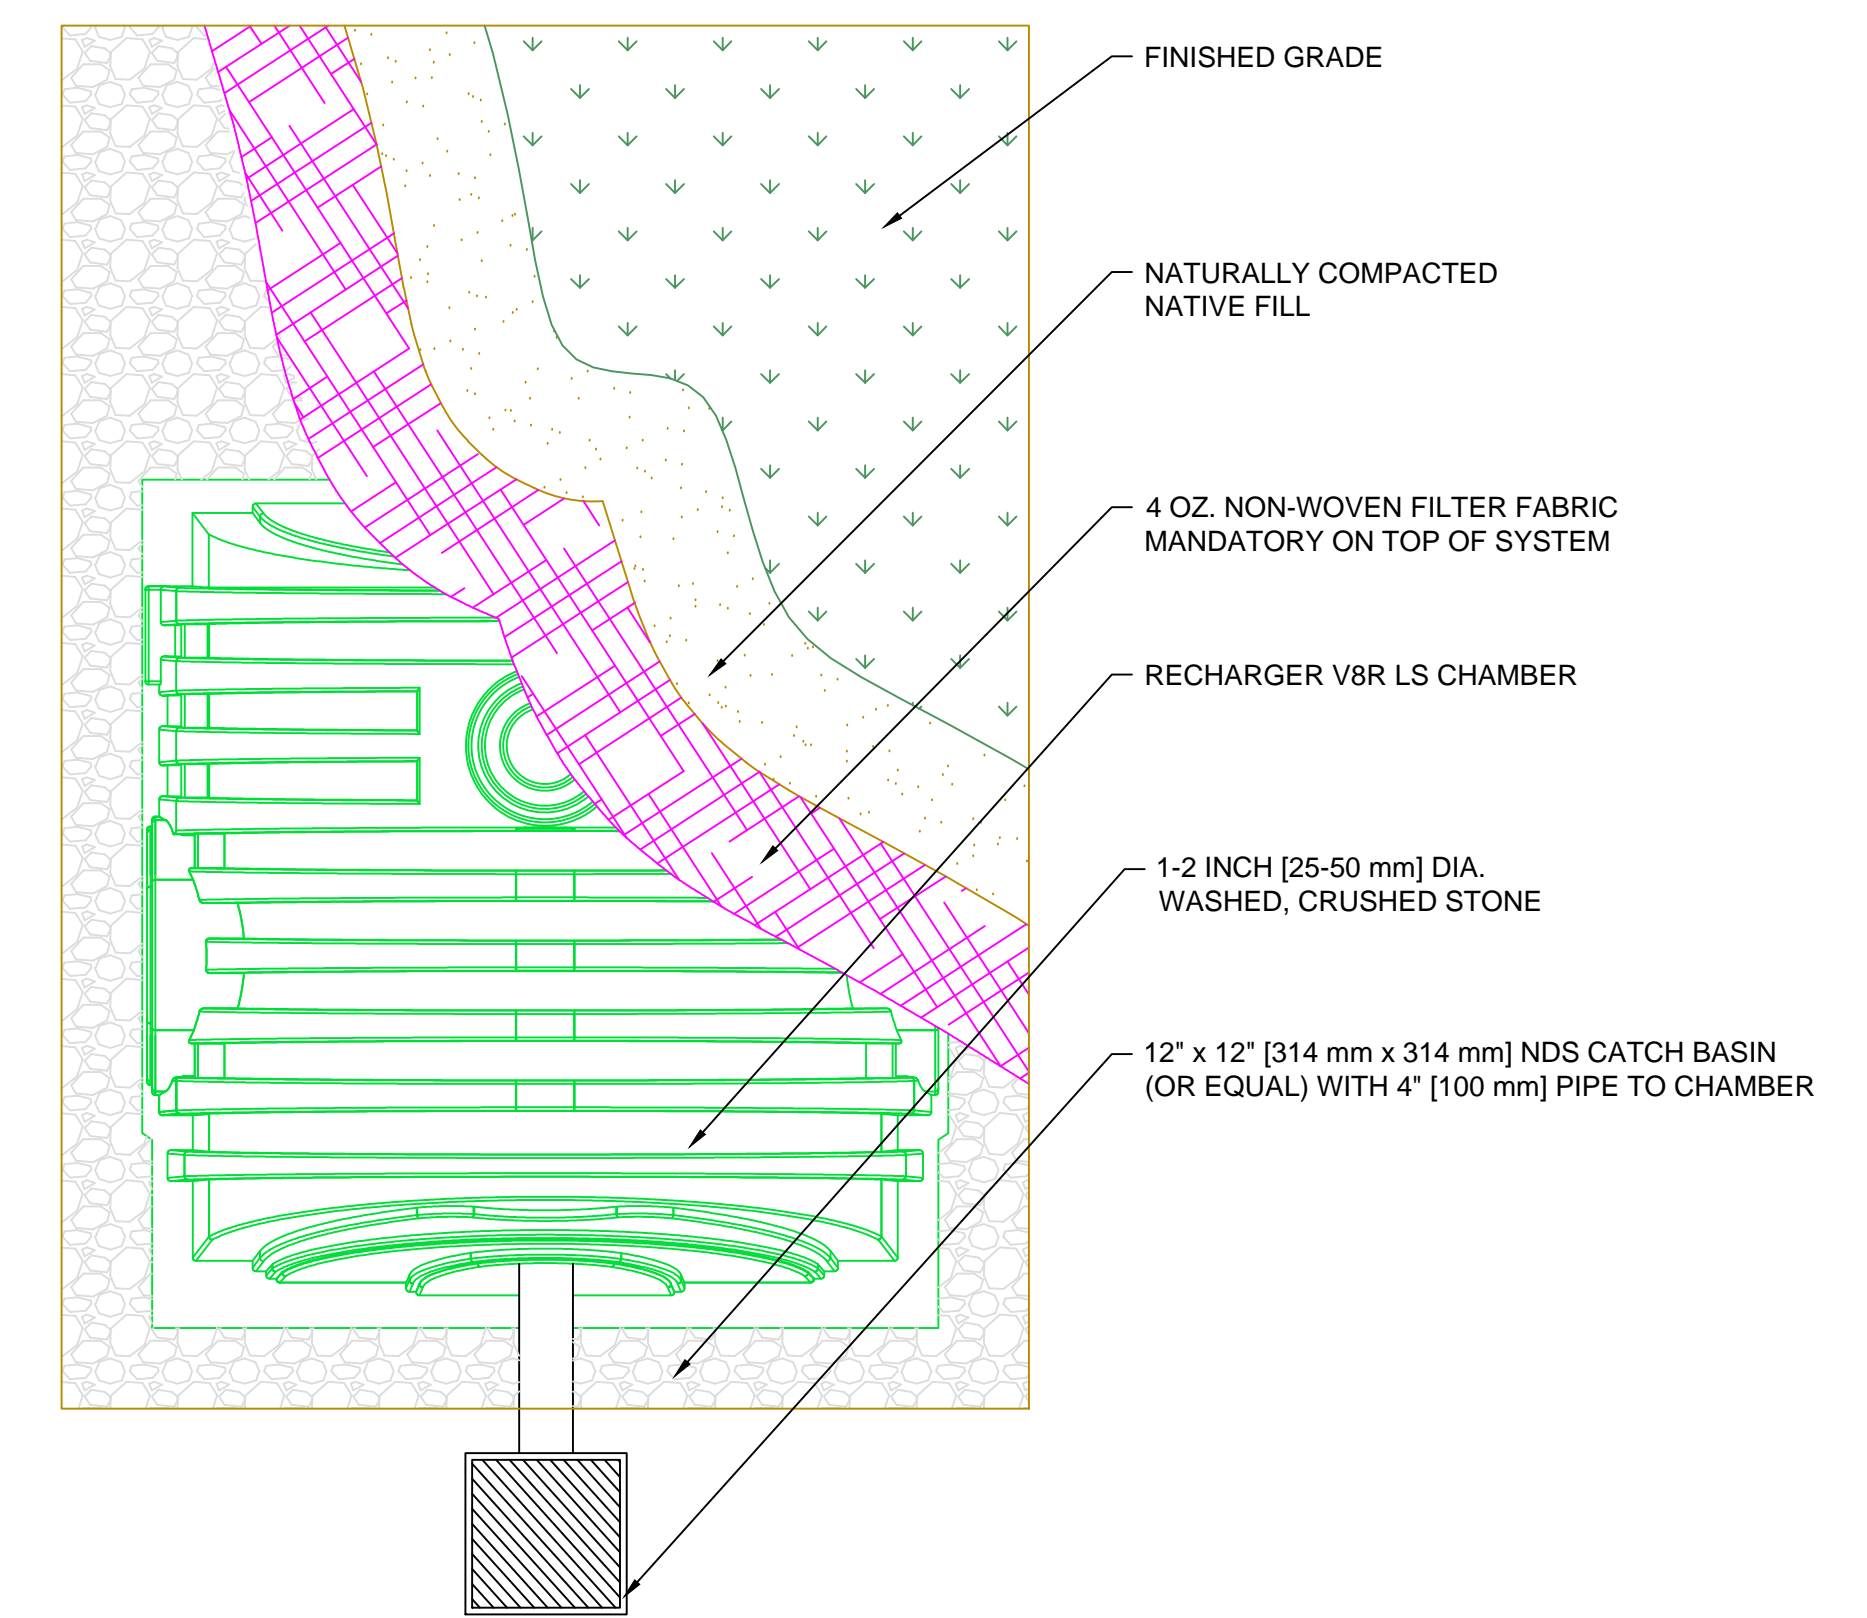 FINISHED GRADE
NATURALLY COMPACTED
NATIVE FILL
4 OZ. NON-WOVEN FILTER FABRIC
MANDATORY ON TOP OF SYSTEM
RECHARGER V8R LS CHAMBER
1-2 INCH [25-50 mm] DIA.
WASHED, CRUSHED STONE
12" x 12" [314 mm x 314 mm] NDS CATCH BASIN
(OR EQUAL) WITH 4" [100 mm] PIPE TO CHAMBER